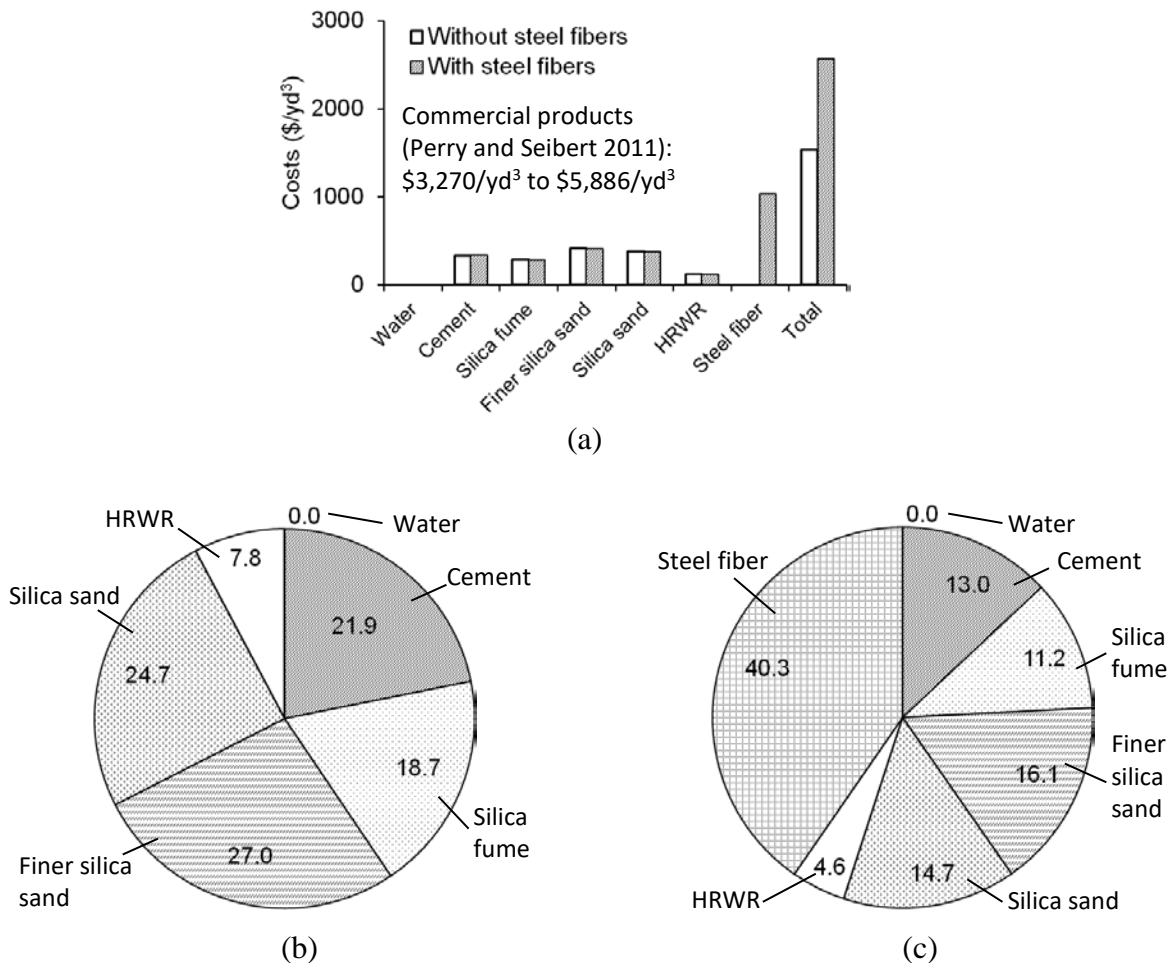 3000
2000
1000
0
Costs ($/yd³)
Without steel fibers
With steel fibers
Commercial products
(Perry and Seibert 2011):
$3,270/yd³ to $5,886/yd³
Water
Cement
Silica fume
Finer silica sand
Silica sand
HRWR
Steel fiber
Total
(a)
HRWR
7.8
0.0
Water
Cement
21.9
Silica sand
24.7
18.7
Silica
fume
Finer silica
sand
27.0
(b)
0.0
Water
Steel fiber
Cement
13.0
40.3
11.2
Silica
fume
Finer
silica
sand
16.1
4.6
14.7
HRWR
Silica sand
(c)